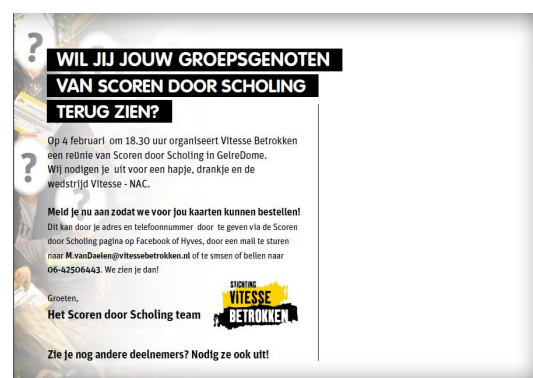 WIL JIJ JOUW GROEPSGENOTEN
VAN SCOREN DOOR SCHOLING
TERUG ZIEN?
Op 4 februari om 18.30 uur organiseert Vitesse Betrokken
een reünie van Scoren door Scholing in GelreDome.
Wij nodigen je uit voor een hapje, drankje en de
wedstrijd Vitesse - NAC.
Meld je nu aan zodat we voor jou kaarten kunnen bestellen!
Dit kan door je adres en telefoonnummer door te geven via de Scoren
door Scholing pagina op Facebook of Hyves, door een mail te sturen
naar M.vanDaelen@vitessebetrokken.nl of te smsen of bellen naar
06-42506443. We zien je dan!
Groeten,
Het Scoren door Scholing team
STICHTING
VITESSE
BETROKKEN
Zie je nog andere deelnemers? Nodig ze ook uit!